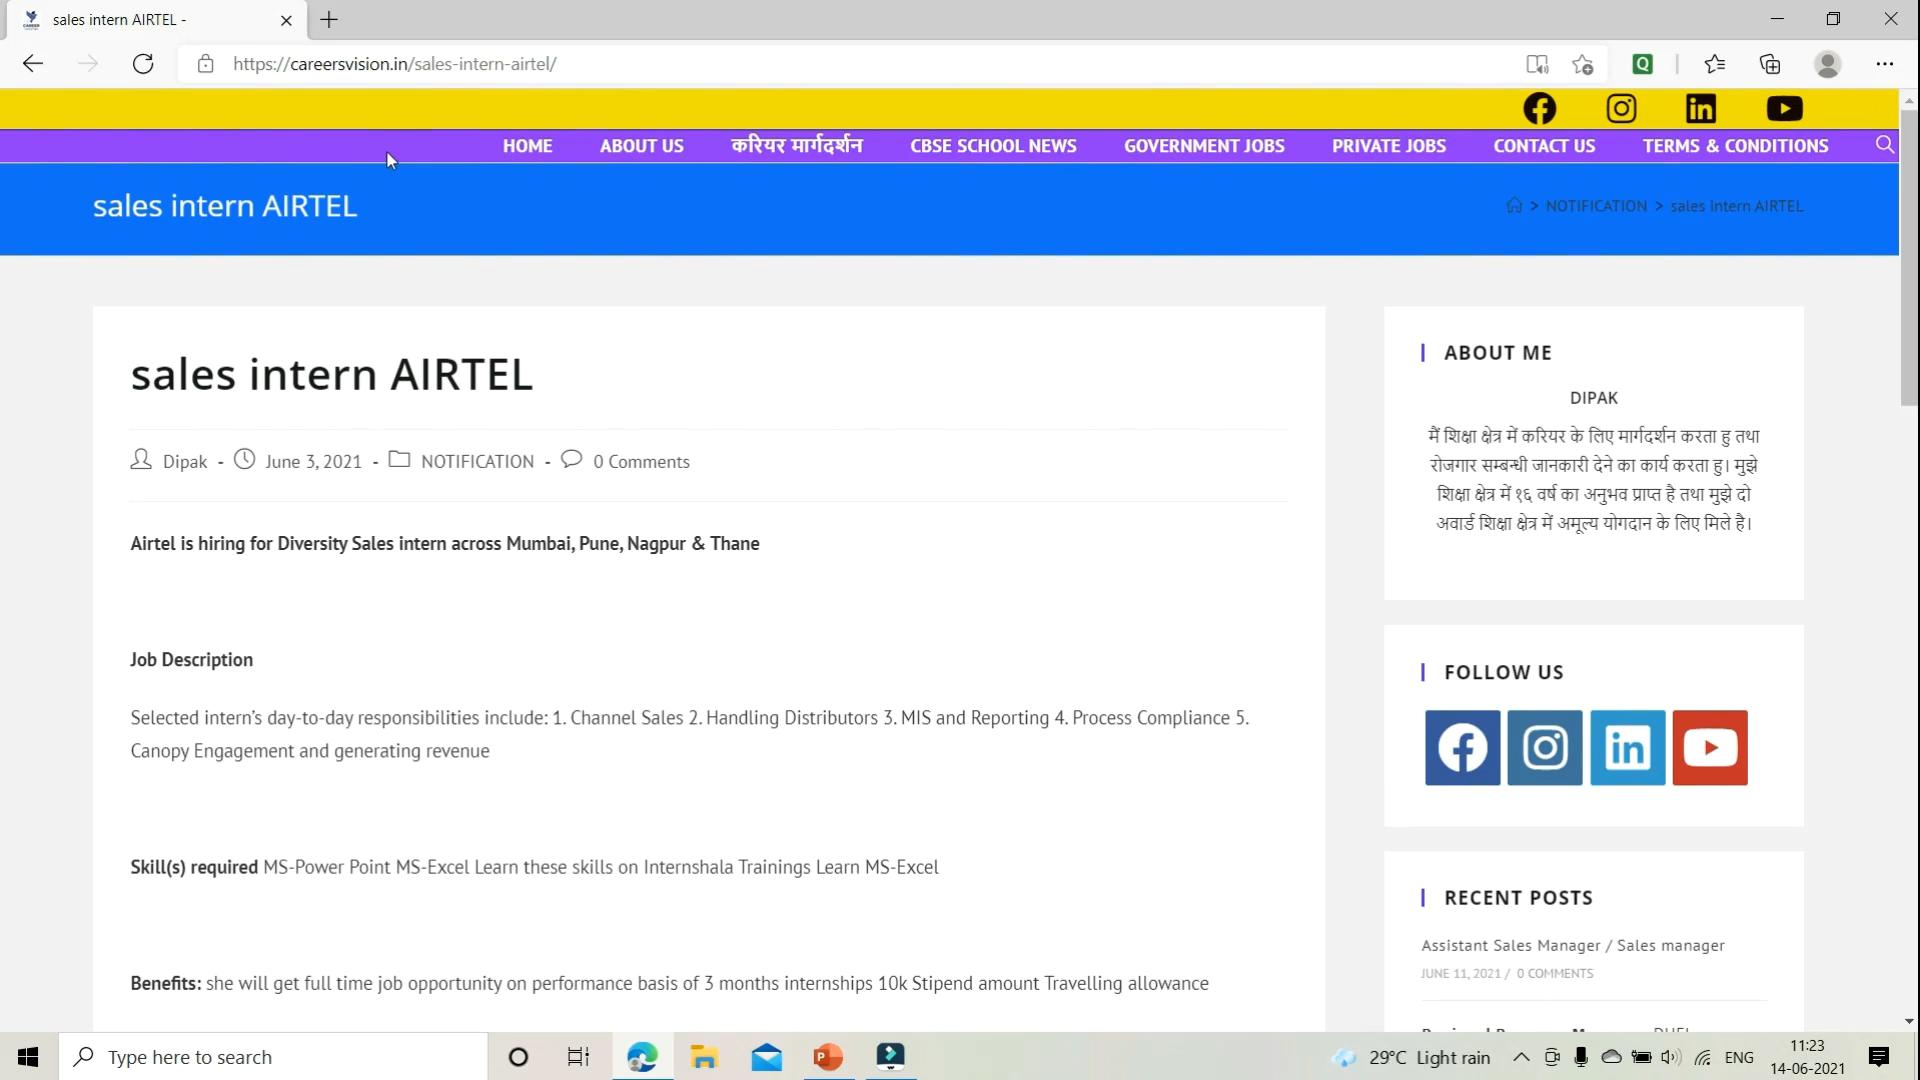 sales intern AIRTEL -
https://careersvision.in/sales-intern-airtel/
HOME ABOUT US करियर मार्गदर्शन CBSE SCHOOL NEWS GOVERNMENT JOBS PRIVATE JOBS CONTACT US TERMS & CONDITIONS
sales intern AIRTEL
> NOTIFICATION > sales intern AIRTEL
sales intern AIRTEL
Dipak - June 3, 2021 - NOTIFICATION - 0 Comments
Airtel is hiring for Diversity Sales intern across Mumbai, Pune, Nagpur & Thane
Job Description
Selected intern's day-to-day responsibilities include: 1. Channel Sales 2. Handling Distributors 3. MIS and Reporting 4. Process Compliance 5.
Canopy Engagement and generating revenue
Skill(s) required MS-Power Point MS-Excel Learn these skills on Internshala Trainings Learn MS-Excel
Benefits: she will get full time job opportunity on performance basis of 3 months internships 10k Stipend amount Travelling allowance
ABOUT ME
DIPAK
मैं शिक्षा क्षेत्र में करियर के लिए मार्गदर्शन करता हु तथा
रोजगार सम्बन्धी जानकारी देने का कार्य करता हु। मुझे
शिक्षा क्षेत्र में १६ वर्ष का अनुभव प्राप्त है तथा मुझे दो
अवार्ड शिक्षा क्षेत्र में अमूल्य योगदान के लिए मिले है।
FOLLOW US
RECENT POSTS
Assistant Sales Manager / Sales manager
JUNE 11, 2021 / 0 COMMENTS
Type here to search
29°C Light rain
ENG
11:23
14-06-2021